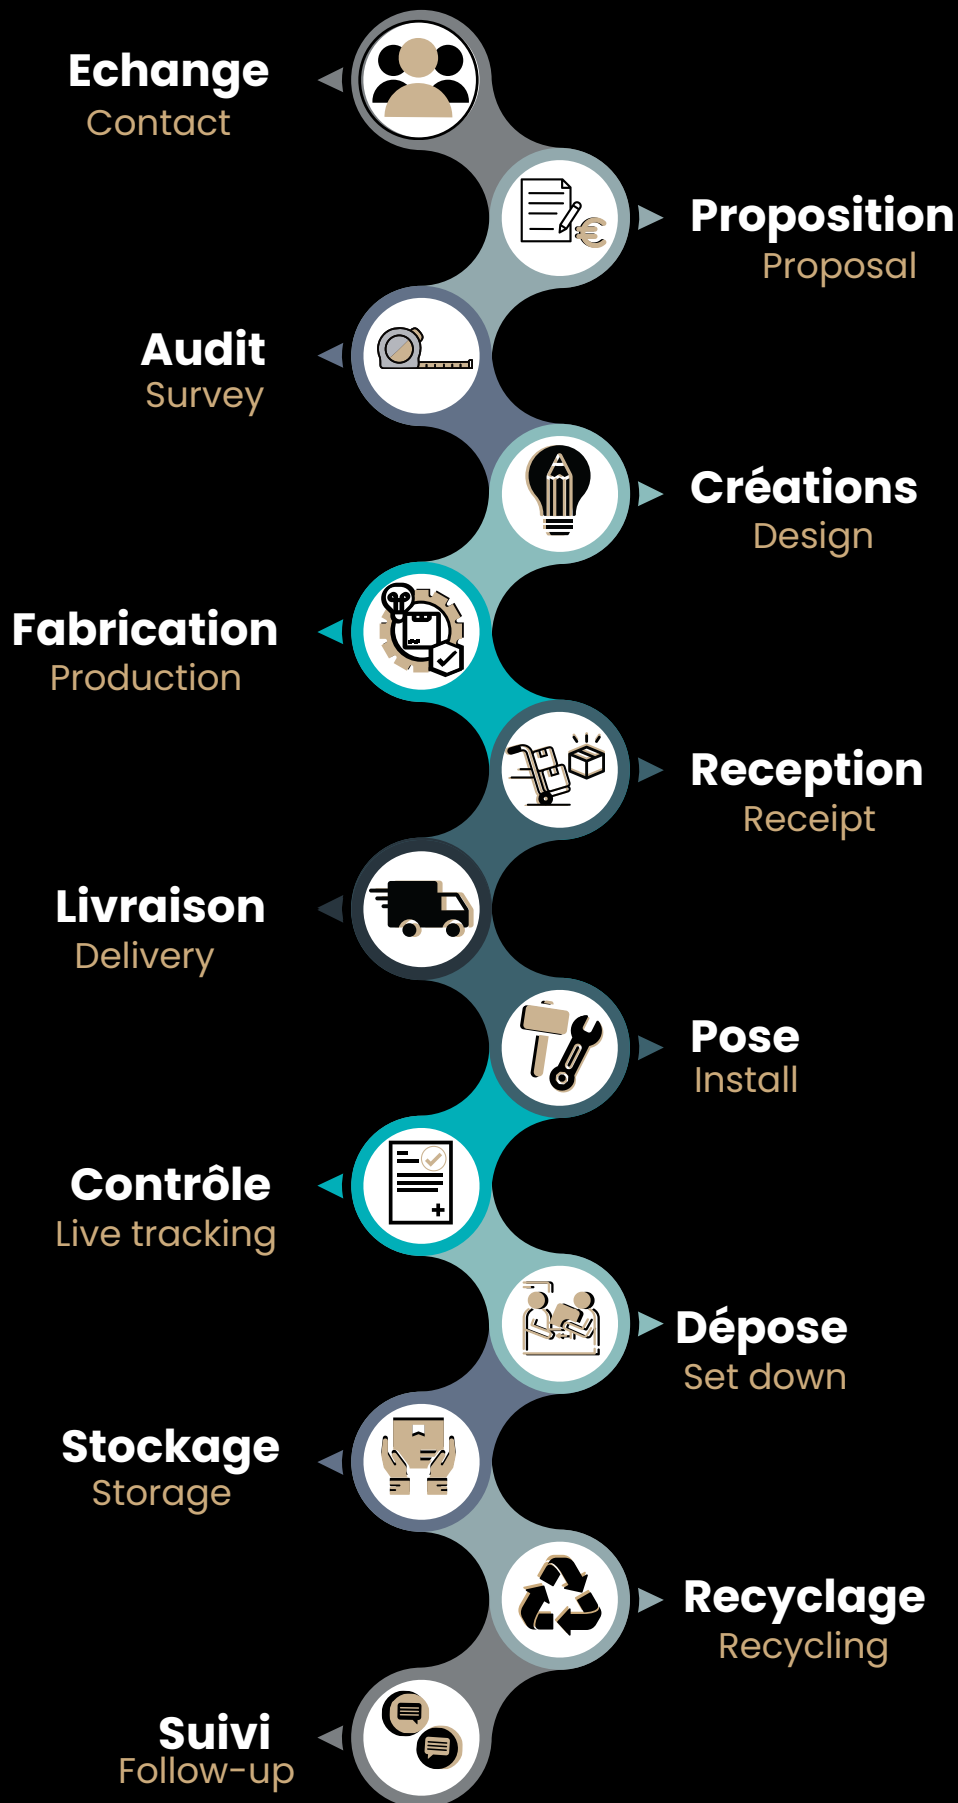 Echange
Contact
Proposition
Proposal
Audit
Survey
Créations
Design
Fabrication
Production
Reception
Receipt
Livraison
Delivery
Pose
Install
Contrôle
Live tracking
Dépose
Set down
Stockage
Storage
Recyclage
Recycling
Suivi
Follow-up